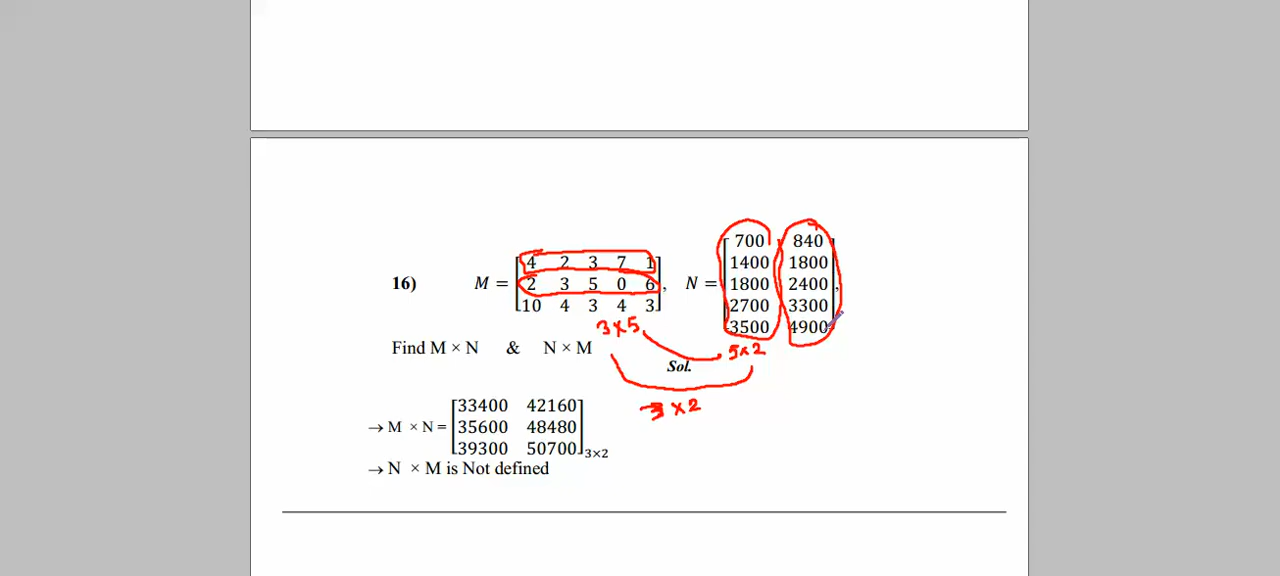 16) M = [4 2 3 7 1
2 3 5 0 6
10 4 3 4 3], N = [700 840
1400 1800
1800 2400
2700 3300
3500 4900],
3×5
5×2
Find M × N & N × M
Sol.
3×2
→ M × N = [33400 42160
35600 48480
39300 50700]3×2
→ N × M is Not defined